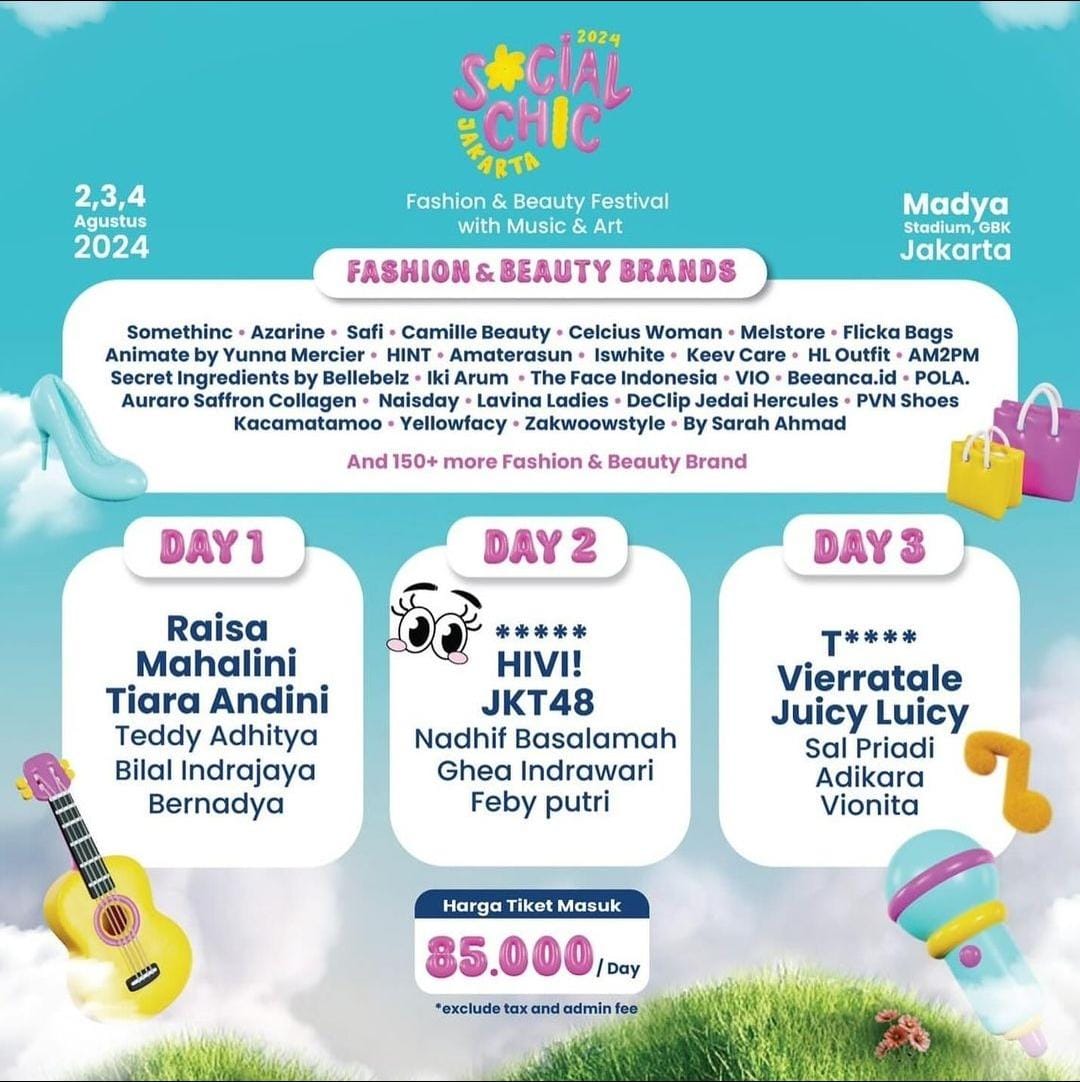 2024
SOCIAL
CHIC
JAKARTA
2,3,4
Agustus
2024
Fashion & Beauty Festival
with Music & Art
Madya
Stadium, GBK
Jakarta
FASHION & BEAUTY BRANDS
Somethinc • Azarine • Safi • Camille Beauty • Celcius Woman • Melstore • Flicka Bags
Animate by Yunna Mercier • HINT • Amaterasun • Iswhite • Keev Care • HL Outfit • AM2PM
Secret Ingredients by Bellebelz • Iki Arum • The Face Indonesia • VIO • Beeanca.id • POLA.
Auraro Saffron Collagen • Naisday • Lavina Ladies • DeClip Jedai Hercules • PVN Shoes
Kacamatamoo • Yellowfacy • Zakwoowstyle • By Sarah Ahmad
And 150+ more Fashion & Beauty Brand
DAY 1
Raisa
Mahalini
Tiara Andini
Teddy Adhitya
Bilal Indrajaya
Bernadya
DAY 2
*****
HIVI!
JKT48
Nadhif Basalamah
Ghea Indrawari
Feby putri
DAY 3
T****
Vierratale
Juicy Luicy
Sal Priadi
Adikara
Vionita
Harga Tiket Masuk
85.000 / Day
*exclude tax and admin fee